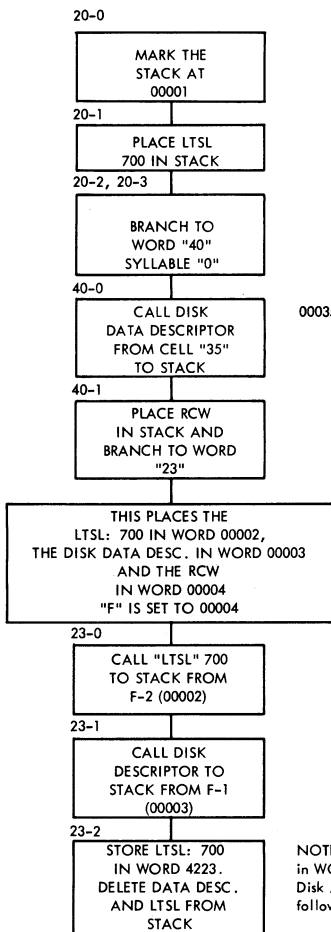 20-0
MARK THE
STACK AT
00001
20-1
PLACE LTSL
700 IN STACK
20-2, 20-3
BRANCH TO
WORD "40"
SYLLABLE "0"
40-0
CALL DISK
DATA DESCRIPTOR
FROM CELL "35"
TO STACK
0003
40-1
PLACE RCW
IN STACK AND
BRANCH TO WORD
"23"
THIS PLACES THE
LTSL: 700 IN WORD 00002,
THE DISK DATA DESC. IN WORD 00003
AND THE RCW
IN WORD 00004
"F" IS SET TO 00004
23-0
CALL "LTSL" 700
TO STACK FROM
F-2 (00002)
23-1
CALL DISK
DESCRIPTOR TO
STACK FROM F-1
(00003)
23-2
STORE LTSL: 700
IN WORD 4223.
DELETE DATA DESC.
AND LTSL FROM
STACK
NOT
in WO
Disk
follow